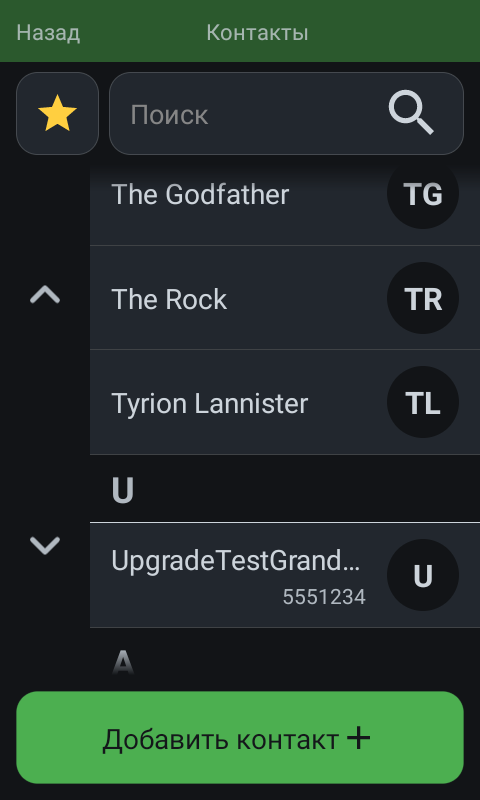 Назад Контакты
Поиск
The Godfather TG
The Rock TR
Tyrion Lannister TL
U
UpgradeTestGrand… U
5551234
A
Добавить контакт +